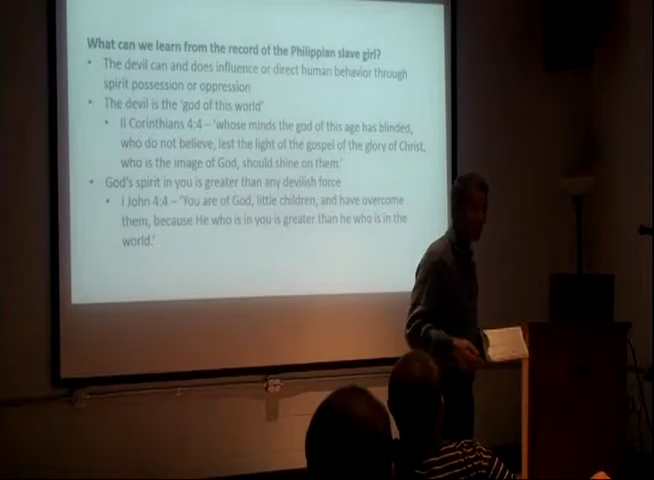 What can we learn from the record of the Philippian slave girl?
• The devil can and does influence or direct human behavior through
spirit possession or oppression
• The devil is the 'god of this world'
• II Corinthians 4:4 – 'whose minds the god of this age has blinded,
who do not believe, lest the light of the gospel of the glory of Christ,
who is the image of God, should shine on them.'
• God's spirit in you is greater than any devilish force
• I John 4:4 – 'You are of God, little children, and have overcome
them, because He who is in you is greater than he who is in the
world.'